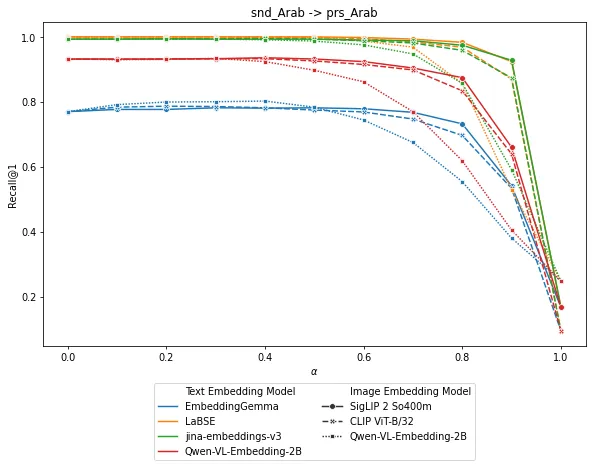 snd_Arab -> prs_Arab
Recall@1
1.0
0.8
0.6
0.4
0.2
0.0 0.2 0.4 0.6 0.8 1.0
α
Text Embedding Model Image Embedding Model
EmbeddingGemma SigLIP 2 So400m
LaBSE CLIP ViT-B/32
jina-embeddings-v3 Qwen-VL-Embedding-2B
Qwen-VL-Embedding-2B